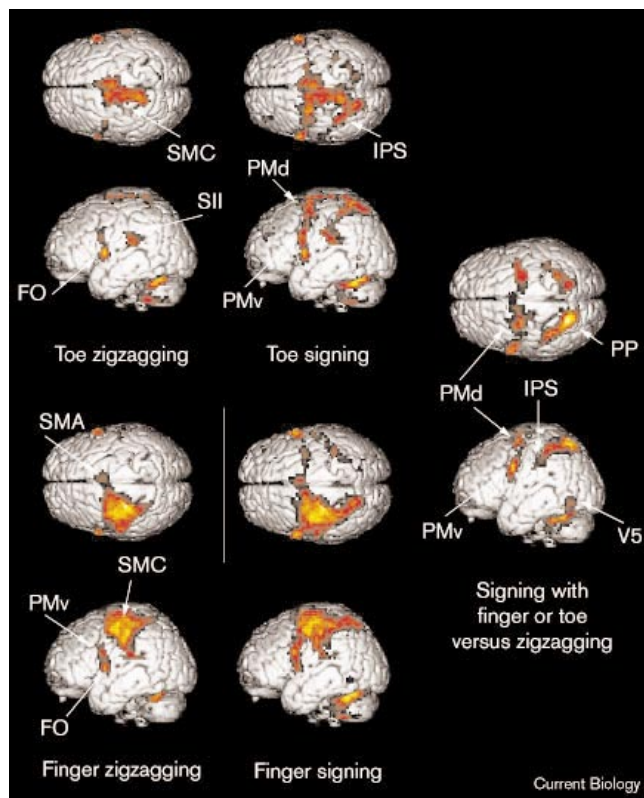 SMC
IPS
PMd
SII
FO
PMv
Toe zigzagging
Toe signing
PP
PMd
IPS
PMv
V5
Signing with
finger or toe
versus zigzagging
SMA
SMC
PMv
FO
Finger zigzagging
Finger signing
Current Biology